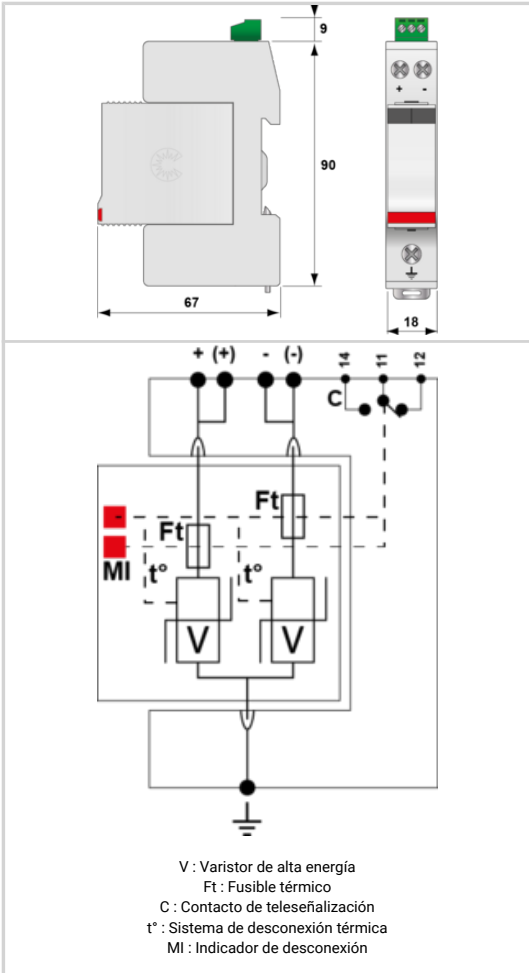 9
90
67
+ -
18
+ (+) - (-)
14 11 12
C
Ft
Ft
MI
t°
t°
V
V
V : Varistor de alta energía
Ft : Fusible térmico
C : Contacto de teleseñalización
t° : Sistema de desconexión térmica
MI : Indicador de desconexión